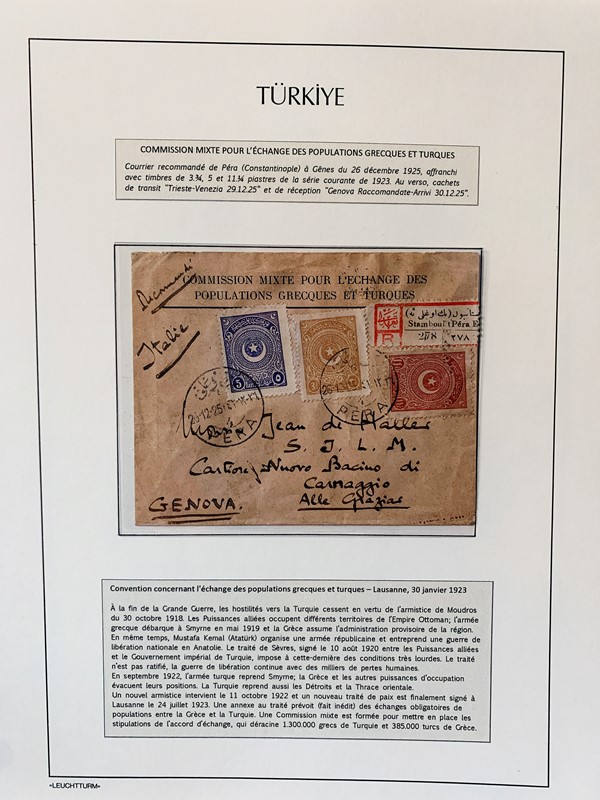 TÜRKİYE
COMMISSION MIXTE POUR L'ÉCHANGE DES POPULATIONS GRECQUES ET TURQUES
Courrier recommandé de Péra (Constantinople) à Gênes du 26 décembre 1925, affranchi
avec timbres de 3.¾, 5 et 11.¼ piastres de la série courante de 1923. Au verso, cachets
de transit "Trieste-Venezia 29.12.25" et de réception "Genova Raccomandate-Arrivi 30.12.25".
COMMISSION MIXTE POUR L'ECHANGE DES
POPULATIONS GRECQUES ET TURQUES
Italie
Stamboul (Péra E
R
278 ٢٧٨
5 ٥
PERA
PERA
Jean de Haller
S. I. L. M.
Nuovo Bacino di
Carnaggio
Alle Grazie
GENOVA.
Convention concernant l'échange des populations grecques et turques – Lausanne, 30 janvier 1923
À la fin de la Grande Guerre, les hostilités vers la Turquie cessent en vertu de l'armistice de Moudros
du 30 octobre 1918. Les Puissances alliées occupent différents territoires de l'Empire Ottoman; l'armée
grecque débarque à Smyrne en mai 1919 et la Grèce assume l'administration provisoire de la région.
En même temps, Mustafa Kemal (Atatürk) organise une armée républicaine et entreprend une guerre de
libération nationale en Anatolie. Le traité de Sèvres, signé le 10 août 1920 entre les Puissances alliées
et le Gouvernement impérial de Turquie, impose à cette-dernière des conditions très lourdes. Le traité
n'est pas ratifié, la guerre de libération continue avec des milliers de pertes humaines.
En septembre 1922, l'armée turque reprend Smyrne; la Grèce et les autres puissances d'occupation
évacuent leurs positions. La Turquie reprend aussi les Détroits et la Thrace orientale.
Un nouvel armistice intervient le 11 octobre 1922 et un nouveau traité de paix est finalement signé à
Lausanne le 24 juillet 1923. Une annexe au traité prévoit (fait inédit) des échanges obligatoires de
populations entre la Grèce et la Turquie. Une Commission mixte est formée pour mettre en place les
stipulations de l'accord d'échange, qui déracine 1.300.000 grecs de Turquie et 385.000 turcs de Grèce.
»LEUCHTTURM«